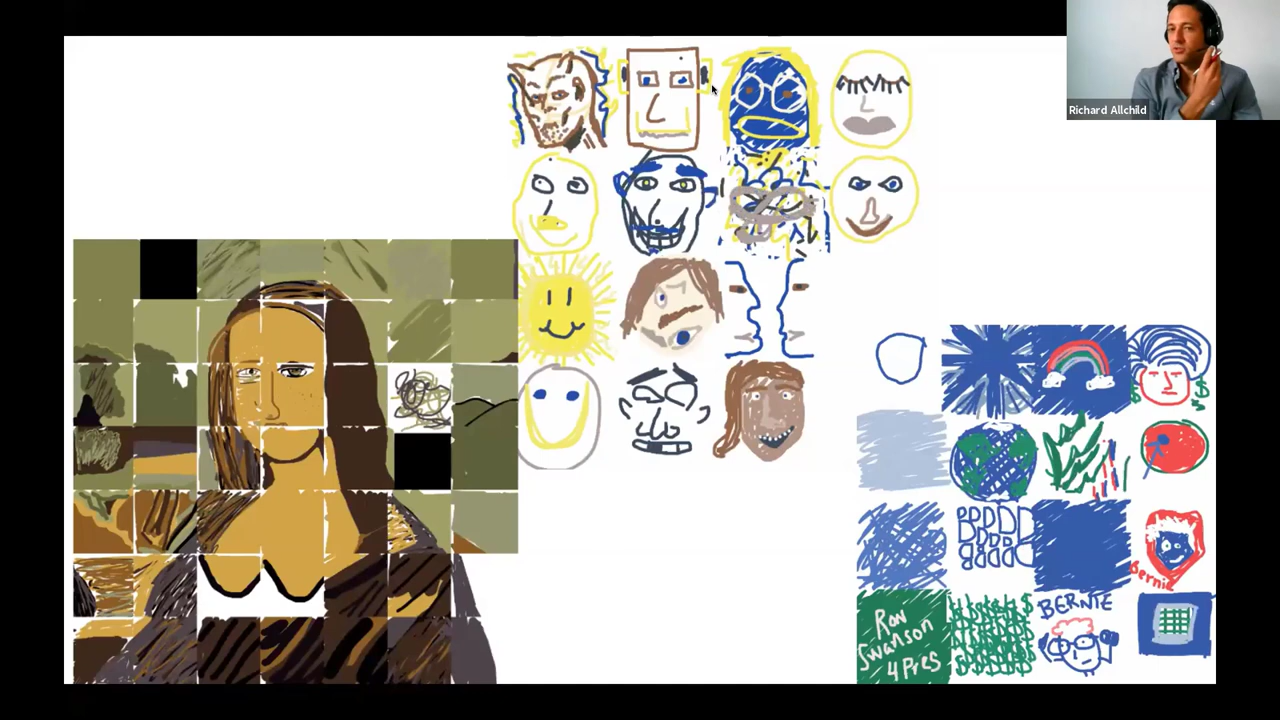 Richard Allchild
Bernie
Ron
Swanson
4 Pres
BERNIE